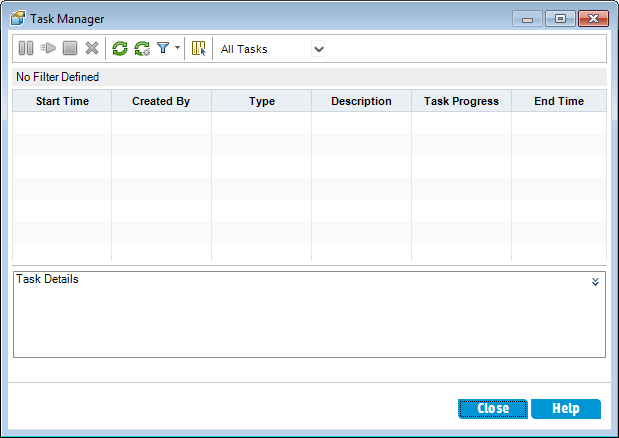 Task Manager
All Tasks
No Filter Defined
Start Time Created By Type Description Task Progress End Time
Task Details
Close Help